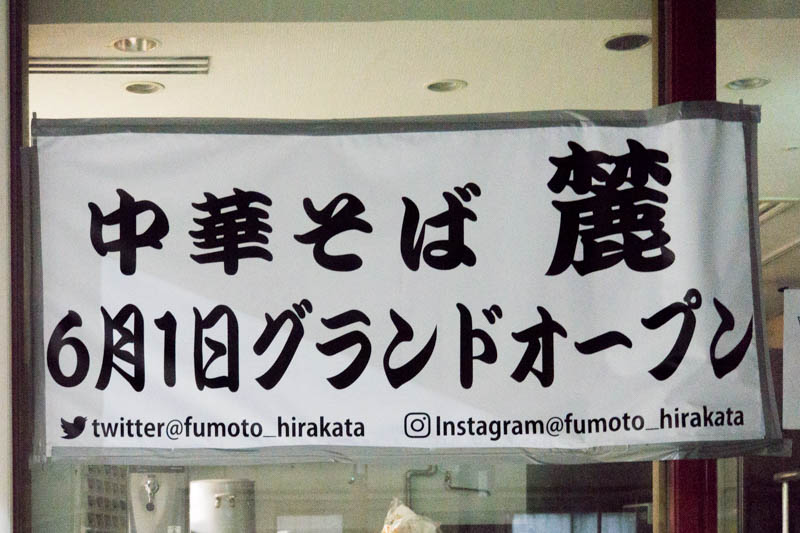 中華そば 麓
6月1日グランドオープン
twitter@fumoto_hirakata Instagram@fumoto_hirakata